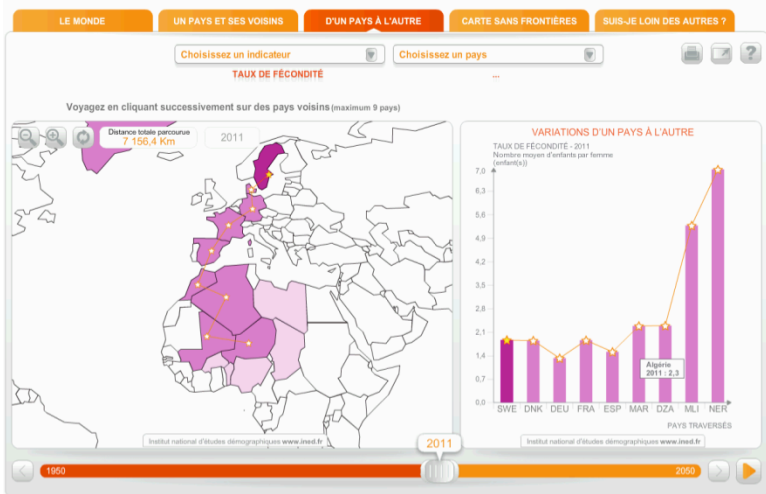 LE MONDE
UN PAYS ET SES VOISINS
D'UN PAYS À L'AUTRE
CARTE SANS FRONTIÈRES
SUIS-JE LOIN DES AUTRES ?
Choisissez un indicateur
Choisissez un pays
?
TAUX DE FÉCONDITÉ
...
Voyagez en cliquant successivement sur des pays voisins (maximum 9 pays)
Distance totale parcourue
7 156,4 Km
2011
VARIATIONS D'UN PAYS À L'AUTRE
TAUX DE FÉCONDITÉ - 2011
Nombre moyen d'enfants par femme
(enfant(s))
7,0
6,3
5,6
4,9
4,2
3,5
2,8
2,1
1,4
0,7
0,0
Algérie
2011 : 2,3
SWE DNK DEU FRA ESP MAR DZA MLI NER
PAYS TRAVERSÉS
Institut national d'études démographiques www.ined.fr
Institut national d'études démographiques www.ined.fr
2011
1950
2050